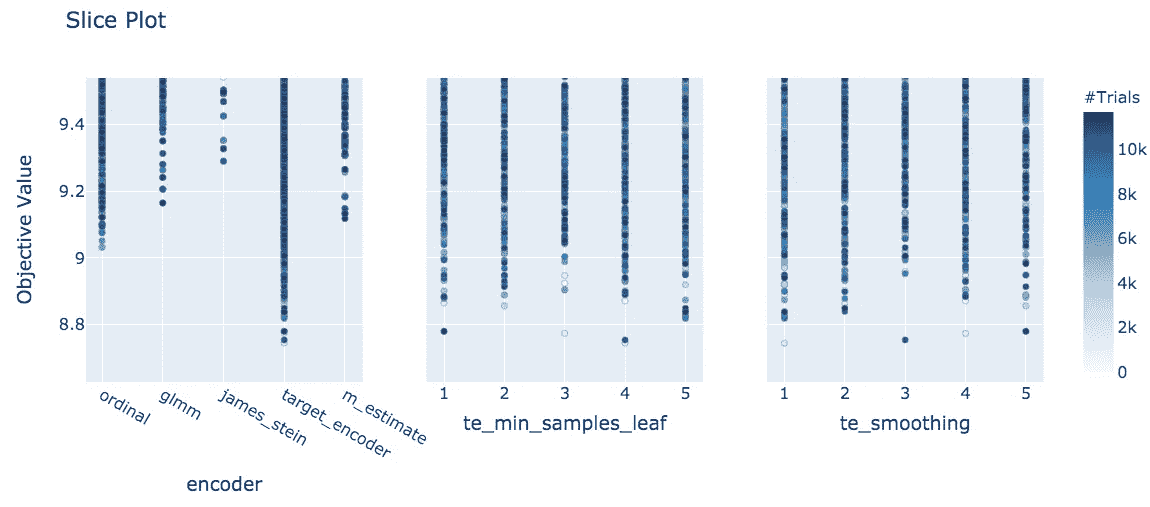 Slice Plot
Objective Value
9.4
9.2
9
8.8
ordinal
glmm
james_stein
target_encoder
m_estimate
encoder
1 2 3 4 5
te_min_samples_leaf
1 2 3 4 5
te_smoothing
#Trials
10k
8k
6k
4k
2k
0